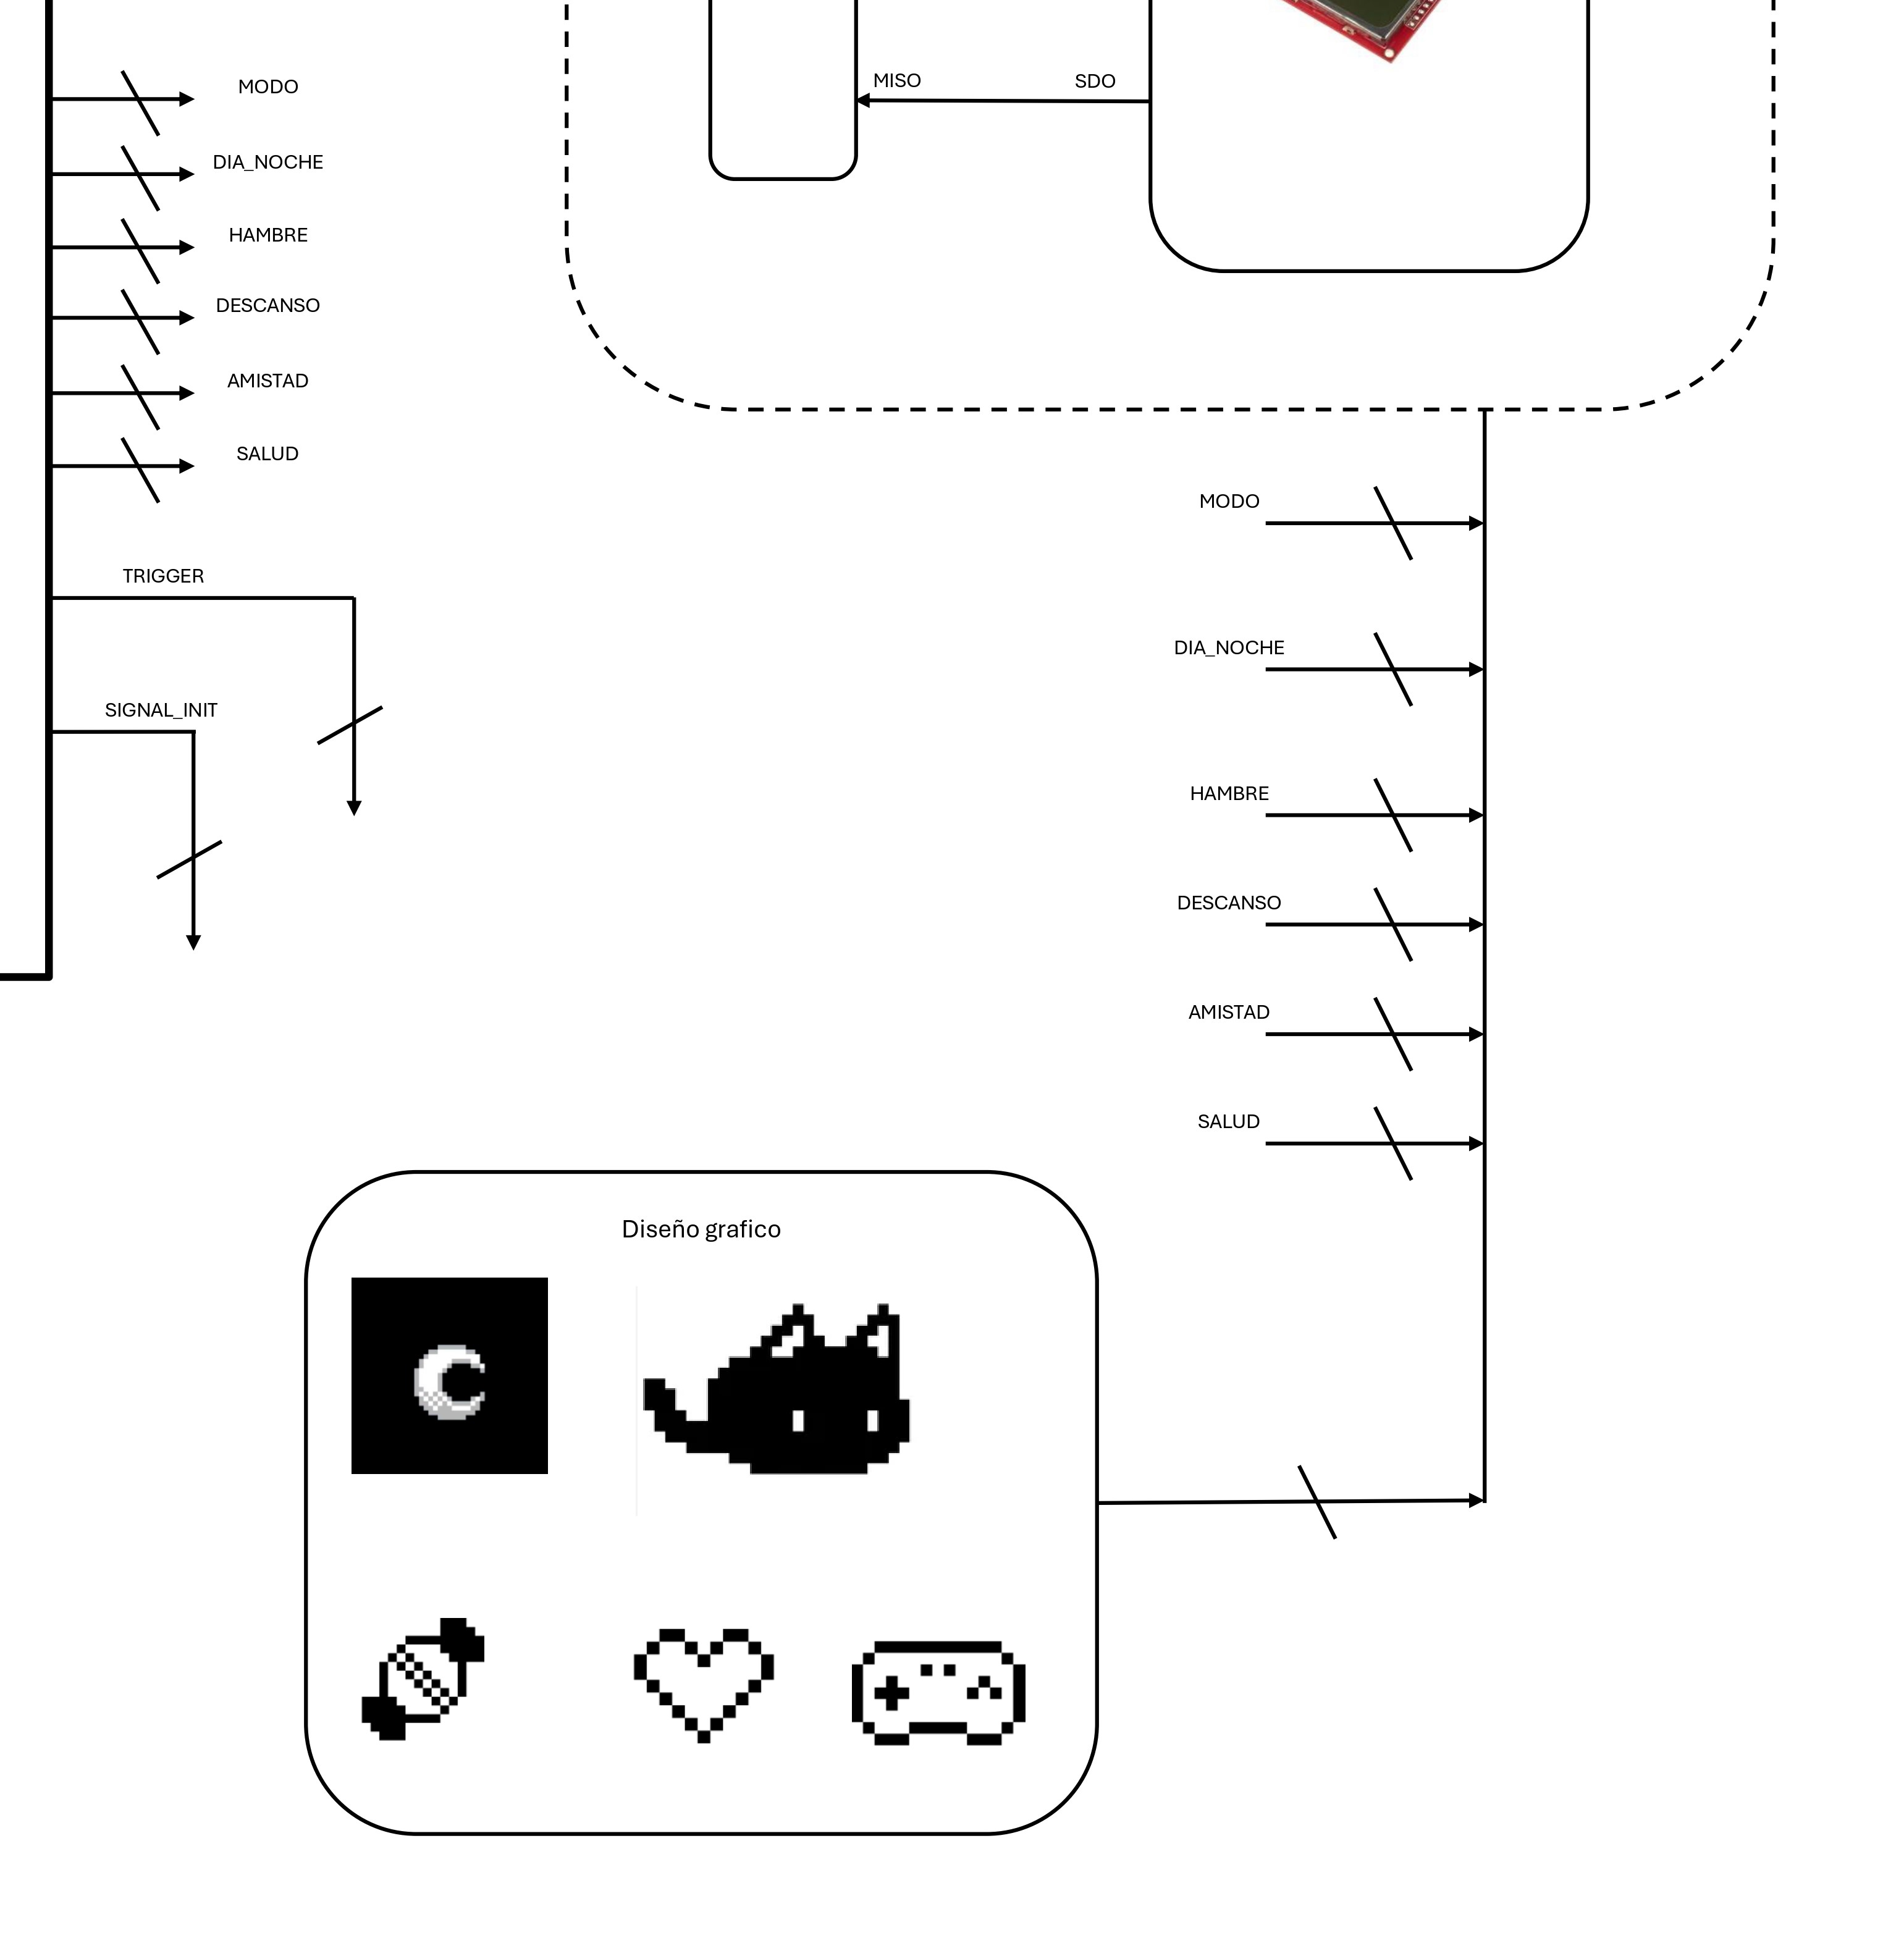 MODO
DIA_NOCHE
HAMBRE
DESCANSO
AMISTAD
SALUD
TRIGGER
SIGNAL_INIT
MISO
SDO
MODO
DIA_NOCHE
HAMBRE
DESCANSO
AMISTAD
SALUD
Diseño grafico